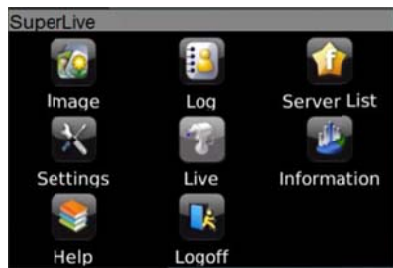 SuperLive
Image Log Server List
Settings Live Information
Help Logoff